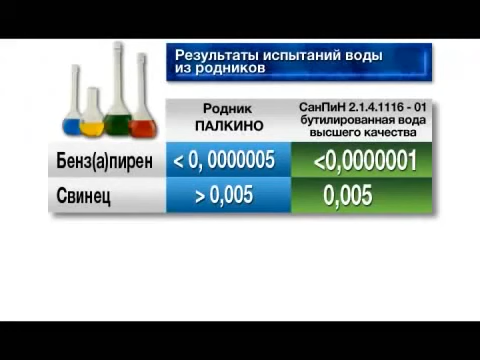 Результаты испытаний воды
из родников
Родник
ПАЛКИНО
СанПиН 2.1.4.1116 - 01
бутилированная вода
высшего качества
Бенз(а)пирен < 0, 0000005 <0,0000001
Свинец > 0,005 0,005